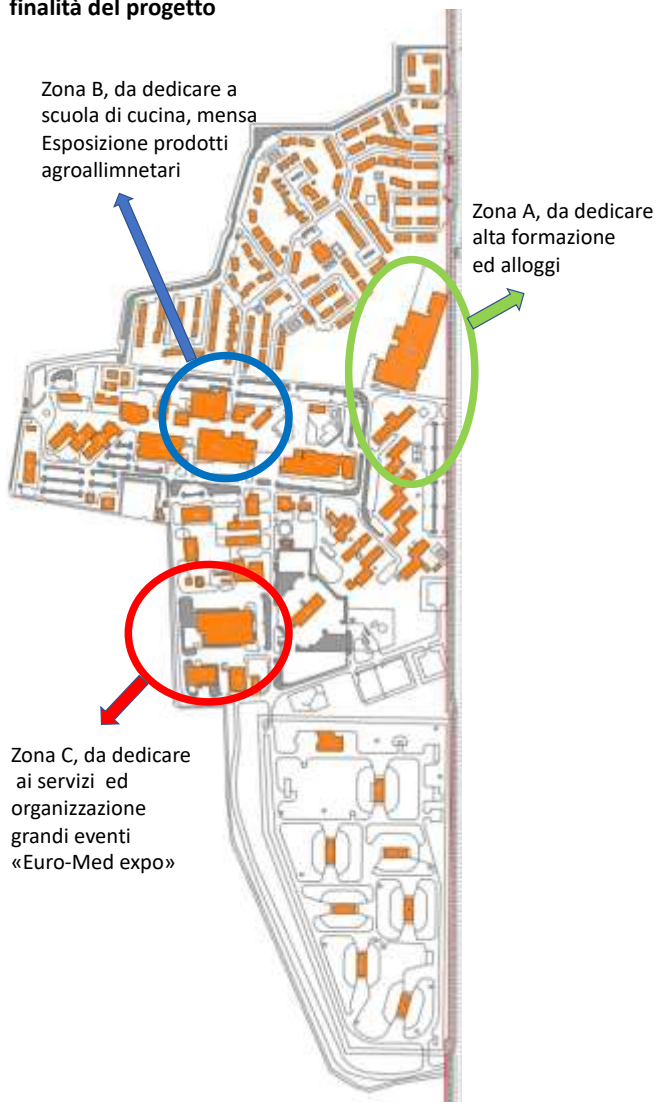 finalità del progetto
Zona B, da dedicare a
scuola di cucina, mensa
Esposizione prodotti
agroallimnetari
Zona A, da dedicare
alta formazione
ed alloggi
Zona C, da dedicare
ai servizi ed
organizzazione
grandi eventi
«Euro-Med expo»